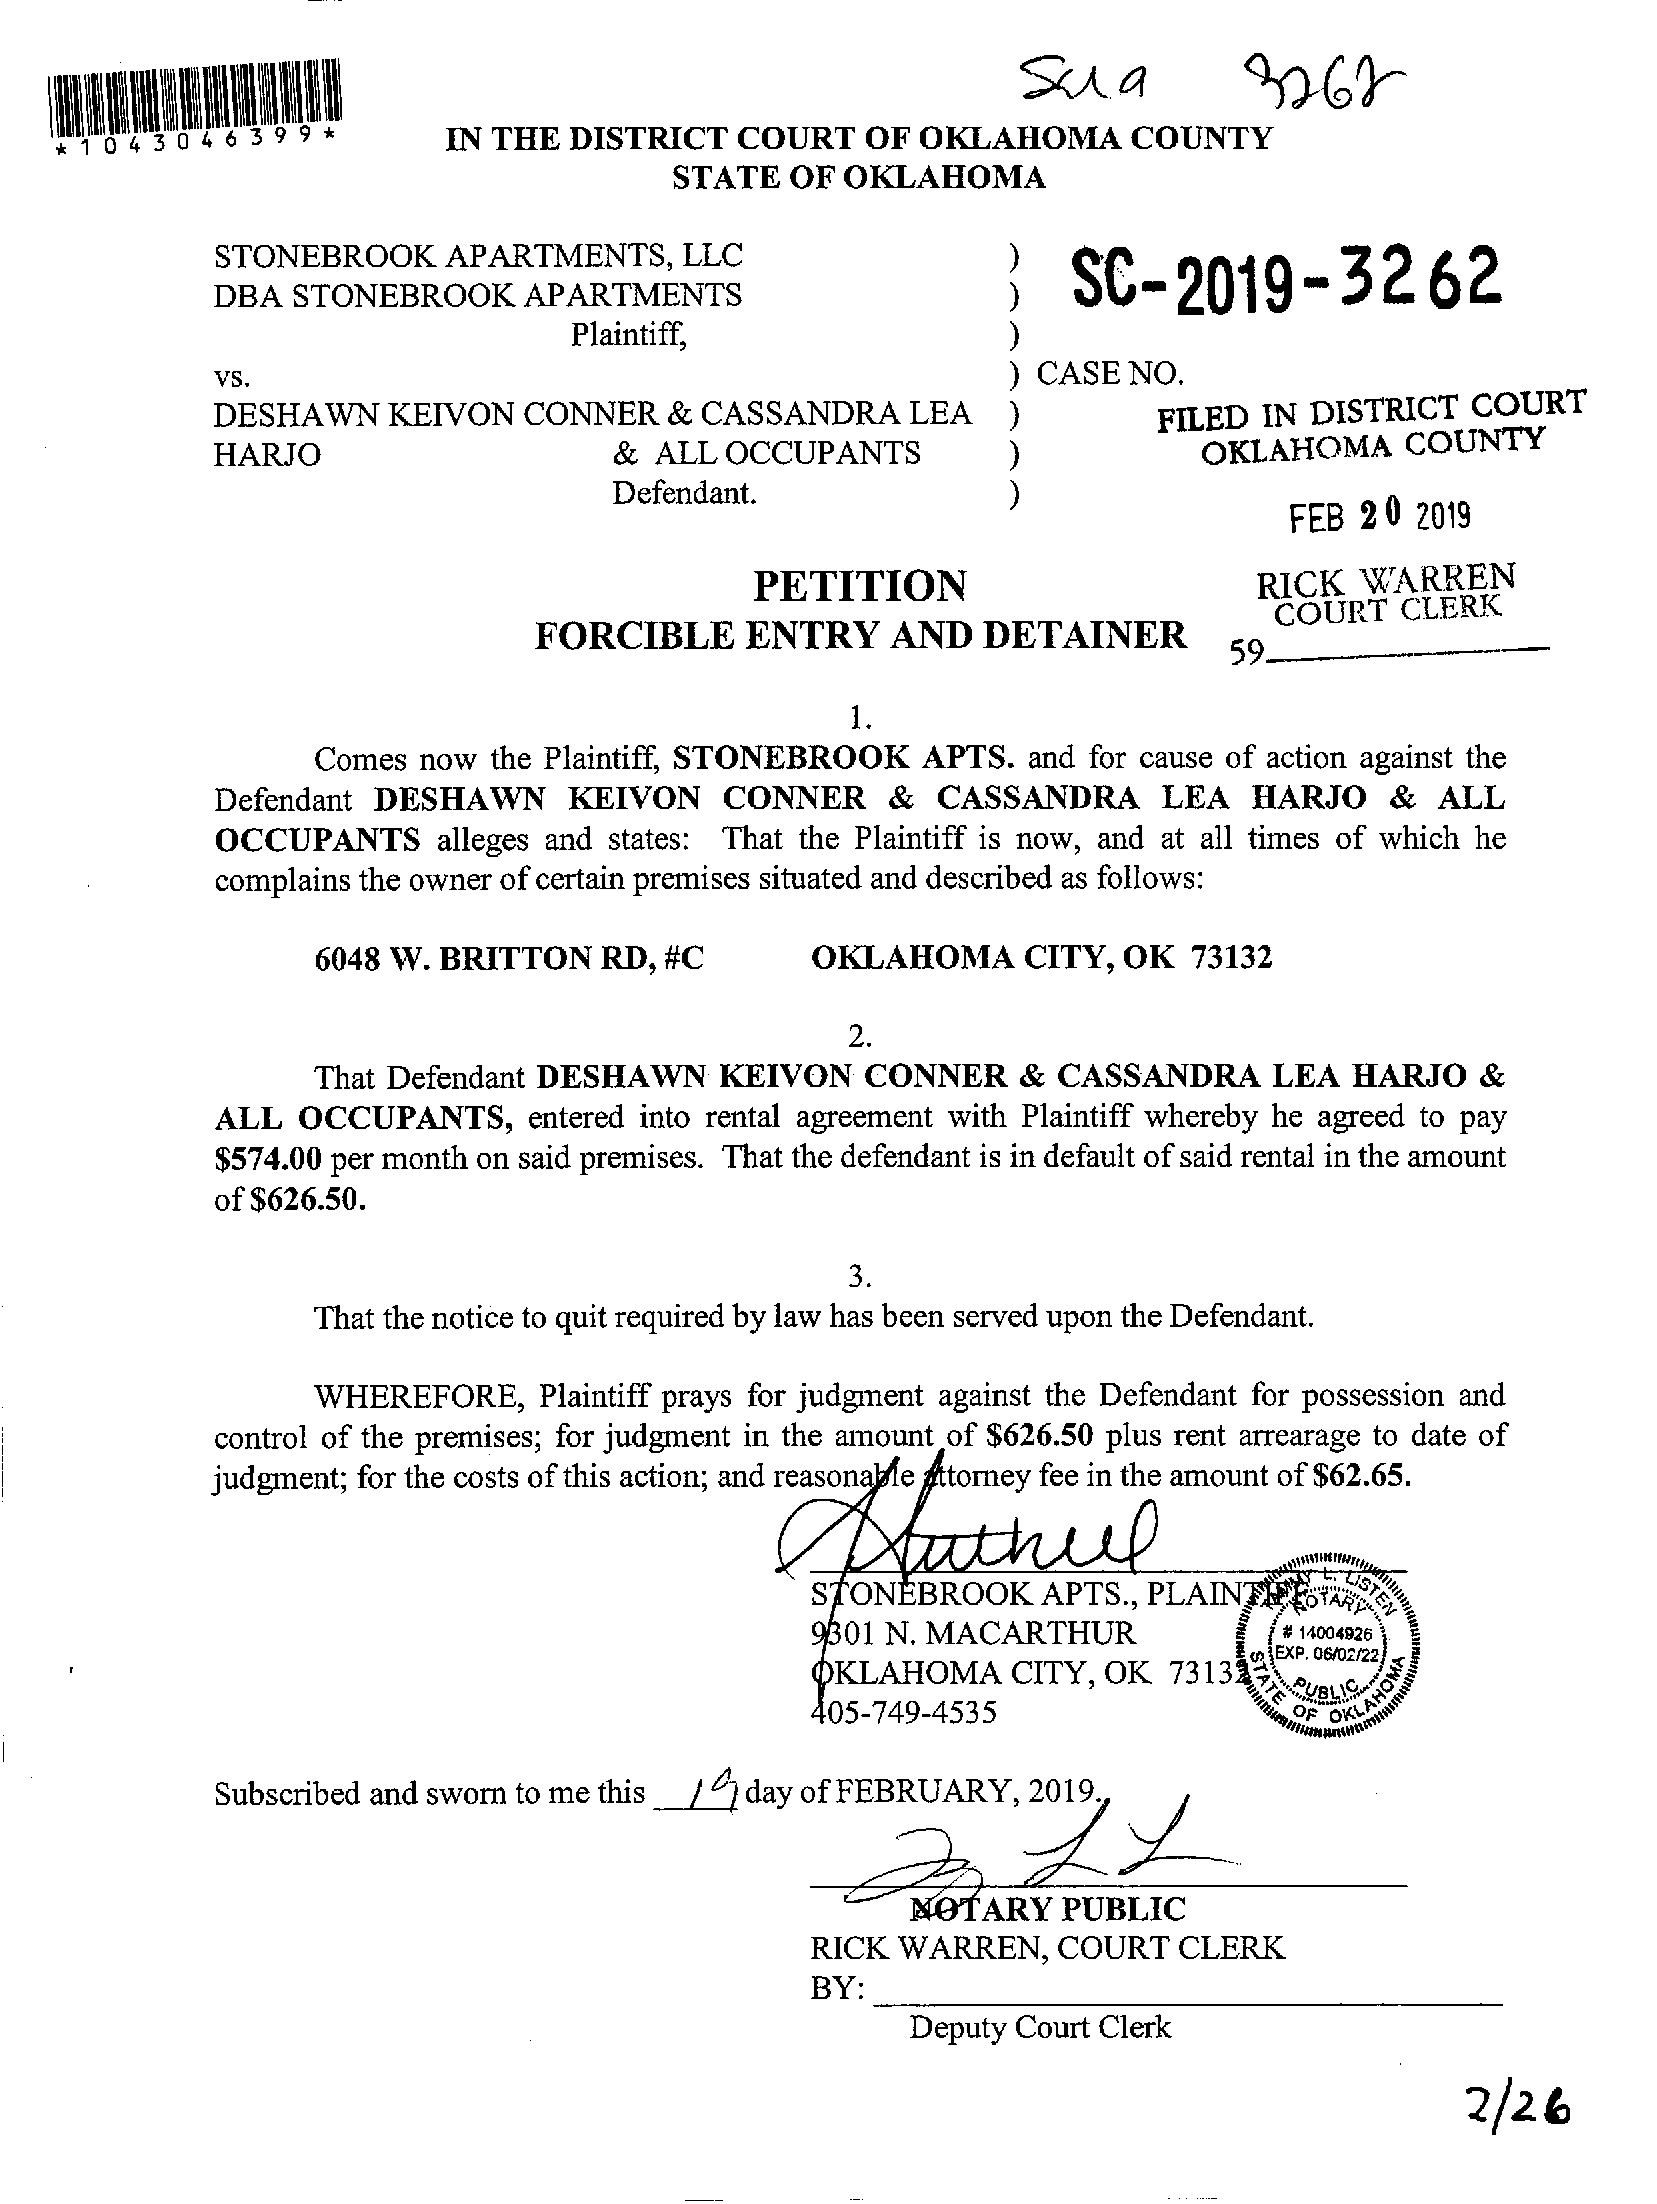 3262
*1043046399*
IN THE DISTRICT COURT OF OKLAHOMA COUNTY
STATE OF OKLAHOMA
STONEBROOK APARTMENTS, LLC )
DBA STONEBROOK APARTMENTS )
Plaintiff, )
SC-2019-3262
vs. ) CASE NO.
DESHAWN KEIVON CONNER & CASSANDRA LEA )
HARJO & ALL OCCUPANTS )
Defendant. )
FILED IN DISTRICT COURT
OKLAHOMA COUNTY
FEB 20 2019
RICK WARREN
COURT CLERK
59
PETITION
FORCIBLE ENTRY AND DETAINER
1.
Comes now the Plaintiff, STONEBROOK APTS. and for cause of action against the
Defendant DESHAWN KEIVON CONNER & CASSANDRA LEA HARJO & ALL
OCCUPANTS alleges and states: That the Plaintiff is now, and at all times of which he
complains the owner of certain premises situated and described as follows:
6048 W. BRITTON RD, #C OKLAHOMA CITY, OK 73132
2.
That Defendant DESHAWN KEIVON CONNER & CASSANDRA LEA HARJO &
ALL OCCUPANTS, entered into rental agreement with Plaintiff whereby he agreed to pay
$574.00 per month on said premises. That the defendant is in default of said rental in the amount
of $626.50.
3.
That the notice to quit required by law has been served upon the Defendant.
WHEREFORE, Plaintiff prays for judgment against the Defendant for possession and
control of the premises; for judgment in the amount of $626.50 plus rent arrearage to date of
judgment; for the costs of this action; and reasonable attorney fee in the amount of $62.65.
STONEBROOK APTS., PLAINTIFF
9301 N. MACARTHUR
OKLAHOMA CITY, OK 73132
405-749-4535
L. LISTEN
NOTARY
# 14004926
EXP. 06/02/22
PUBLIC
STATE OF OKLAHOMA
Subscribed and sworn to me this 19 day of FEBRUARY, 2019.
NOTARY PUBLIC
RICK WARREN, COURT CLERK
BY:
Deputy Court Clerk
2/26